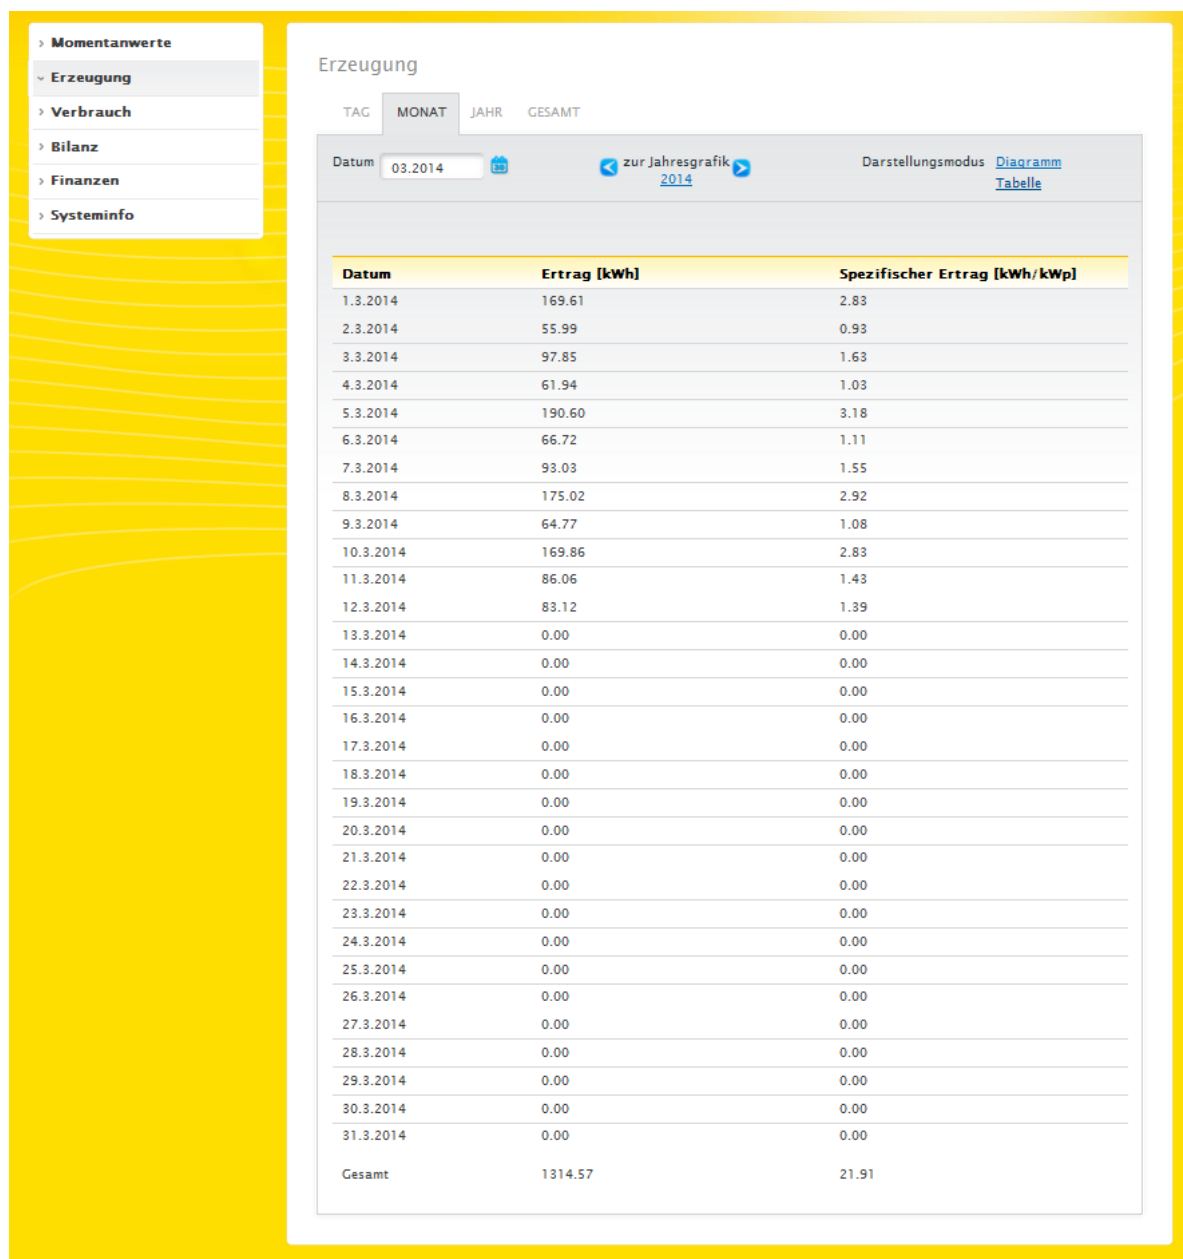 Momentanwerte
Erzeugung
Verbrauch
Bilanz
Finanzen
Systeminfo
Erzeugung
TAG MONAT JAHR GESAMT
Datum 03.2014 zur Jahresgrafik Darstellungsmodus Diagramm
2014 Tabelle
Datum Ertrag [kWh] Spezifischer Ertrag [kWh/kWp]
1.3.2014 169.61 2.83
2.3.2014 55.99 0.93
3.3.2014 97.85 1.63
4.3.2014 61.94 1.03
5.3.2014 190.60 3.18
6.3.2014 66.72 1.11
7.3.2014 93.03 1.55
8.3.2014 175.02 2.92
9.3.2014 64.77 1.08
10.3.2014 169.86 2.83
11.3.2014 86.06 1.43
12.3.2014 83.12 1.39
13.3.2014 0.00 0.00
14.3.2014 0.00 0.00
15.3.2014 0.00 0.00
16.3.2014 0.00 0.00
17.3.2014 0.00 0.00
18.3.2014 0.00 0.00
19.3.2014 0.00 0.00
20.3.2014 0.00 0.00
21.3.2014 0.00 0.00
22.3.2014 0.00 0.00
23.3.2014 0.00 0.00
24.3.2014 0.00 0.00
25.3.2014 0.00 0.00
26.3.2014 0.00 0.00
27.3.2014 0.00 0.00
28.3.2014 0.00 0.00
29.3.2014 0.00 0.00
30.3.2014 0.00 0.00
31.3.2014 0.00 0.00
Gesamt 1314.57 21.91